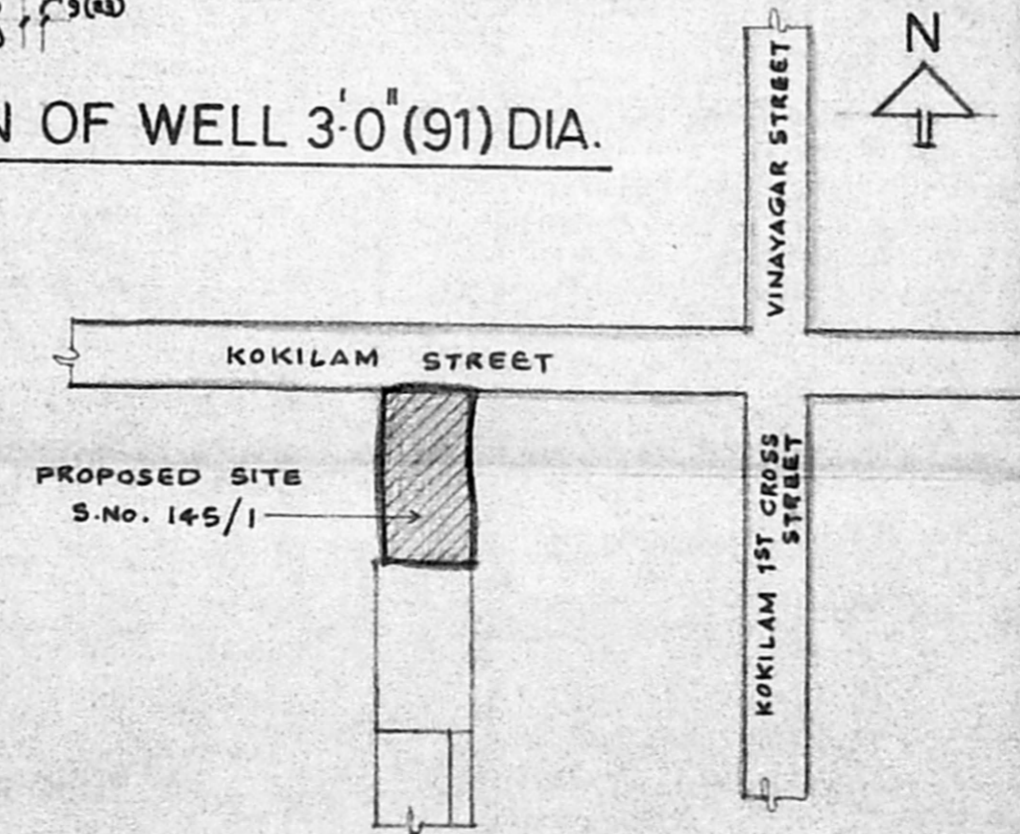 OF WELL 3'-0" (91) DIA.
N
VINAYAGAR STREET
KOKILAM STREET
PROPOSED SITE
S.No. 145/1
KOKILAM 1ST CROSS
STREET